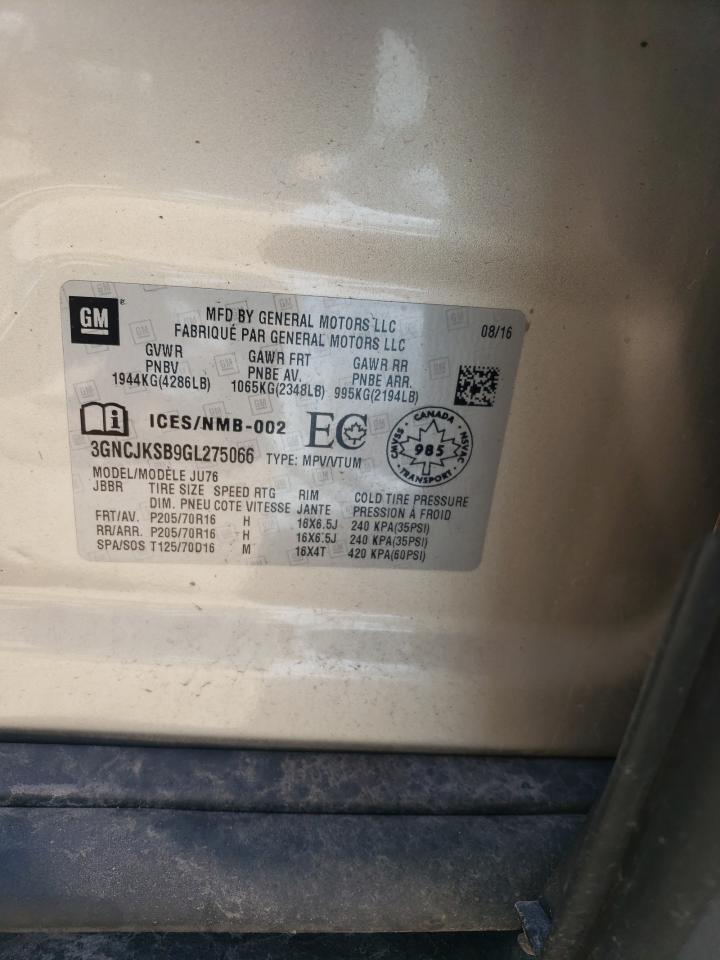 GM
MFD BY GENERAL MOTORS LLC
FABRIQUÉ PAR GENERAL MOTORS LLC
08/16
GVWR GAWR FRT GAWR RR
PNBV PNBE AV. PNBE ARR.
1944KG(4286LB) 1065KG(2348LB) 995KG(2194LB)
ICES/NMB-002 EC
CANADA
CMVSS 985 NSVAC
TRANSPORT
3GNCJKSB9GL275066 TYPE: MPV/VTUM
MODEL/MODÈLE JU76
JBBR TIRE SIZE SPEED RTG RIM COLD TIRE PRESSURE
DIM. PNEU COTE VITESSE JANTE PRESSION À FROID
FRT/AV. P205/70R16 H 16X6.5J 240 KPA(35PSI)
RR/ARR. P205/70R16 H 16X6.5J 240 KPA(35PSI)
SPA/SOS T125/70D16 M 16X4T 420 KPA(60PSI)